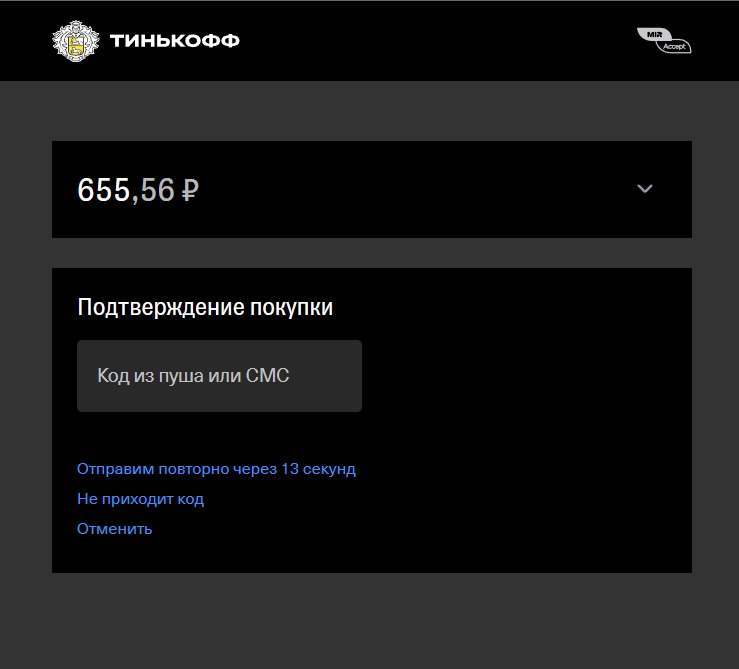 ТИНЬКОФФ
MIR
Accept
655,56 ₽
Подтверждение покупки
Код из пуша или СМС
Отправим повторно через 13 секунд
Не приходит код
Отменить